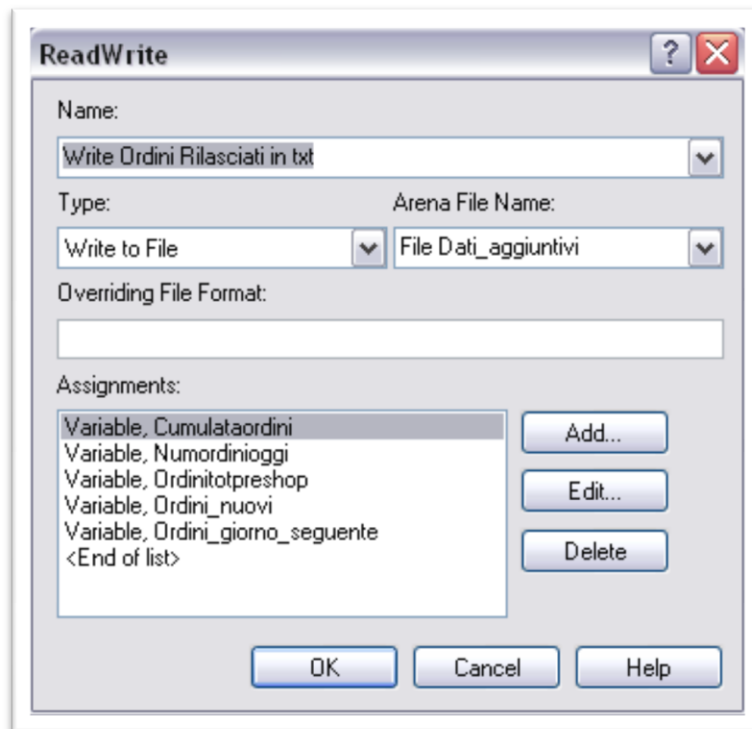 ReadWrite
Name:
Write Ordini Rilasciati in txt
Type: Arena File Name:
Write to File File Dati_aggiuntivi
Overriding File Format:
Assignments:
Variable, Cumulataordini
Variable, Numordinioggi
Variable, Ordinitotpreshop
Variable, Ordini_nuovi
Variable, Ordini_giorno_seguente
<End of list>
Add...
Edit...
Delete
OK Cancel Help